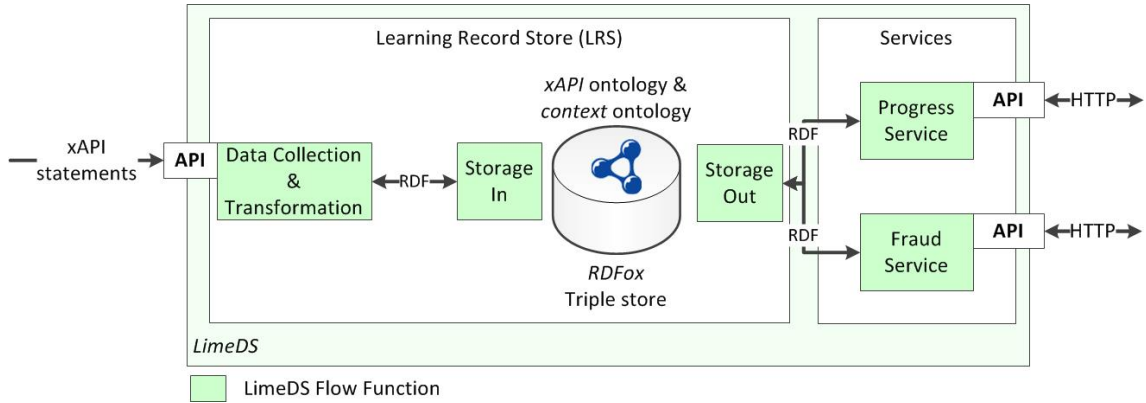 Learning Record Store (LRS)
Services
xAPI ontology &
context ontology
xAPI
statements
API
Data Collection
&
Transformation
RDF
Storage
In
RDFox
Triple store
Storage
Out
RDF
RDF
Progress
Service
API
HTTP
Fraud
Service
API
HTTP
LimeDS
LimeDS Flow Function